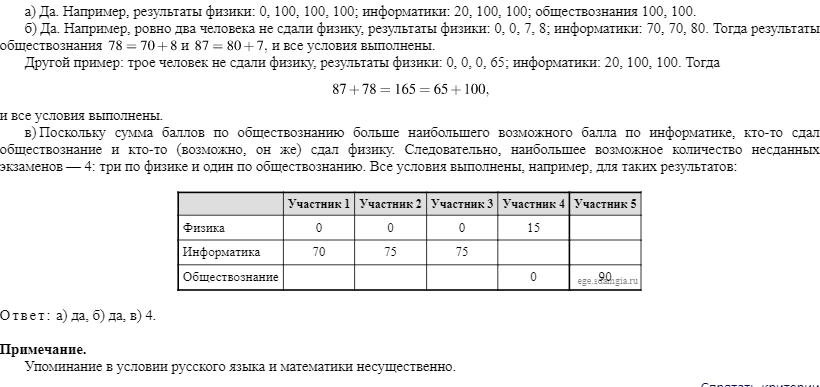 а) Да. Например, результаты физики: 0, 100, 100, 100; информатики: 20, 100, 100; обществознания 100, 100.
б) Да. Например, ровно два человека не сдали физику, результаты физики: 0, 0, 7, 8; информатики: 70, 70, 80. Тогда результаты
обществознания 78 = 70 + 8 и 87 = 80 + 7, и все условия выполнены.
Другой пример: трое человек не сдали физику, результаты физики: 0, 0, 0, 65; информатики: 20, 100, 100. Тогда
87 + 78 = 165 = 65 + 100,
и все условия выполнены.
в) Поскольку сумма баллов по обществознанию больше наибольшего возможного балла по информатике, кто-то сдал
обществознание и кто-то (возможно, он же) сдал физику. Следовательно, наибольшее возможное количество несданных
экзаменов — 4: три по физике и один по обществознанию. Все условия выполнены, например, для таких результатов:
Участник 1 Участник 2 Участник 3 Участник 4 Участник 5
Физика 0 0 0 15
Информатика 70 75 75
Обществознание 0 90
ege.sdamgia.ru
Ответ: а) да, б) да, в) 4.
Примечание.
Упоминание в условии русского языка и математики несущественно.
Спрятать критерии